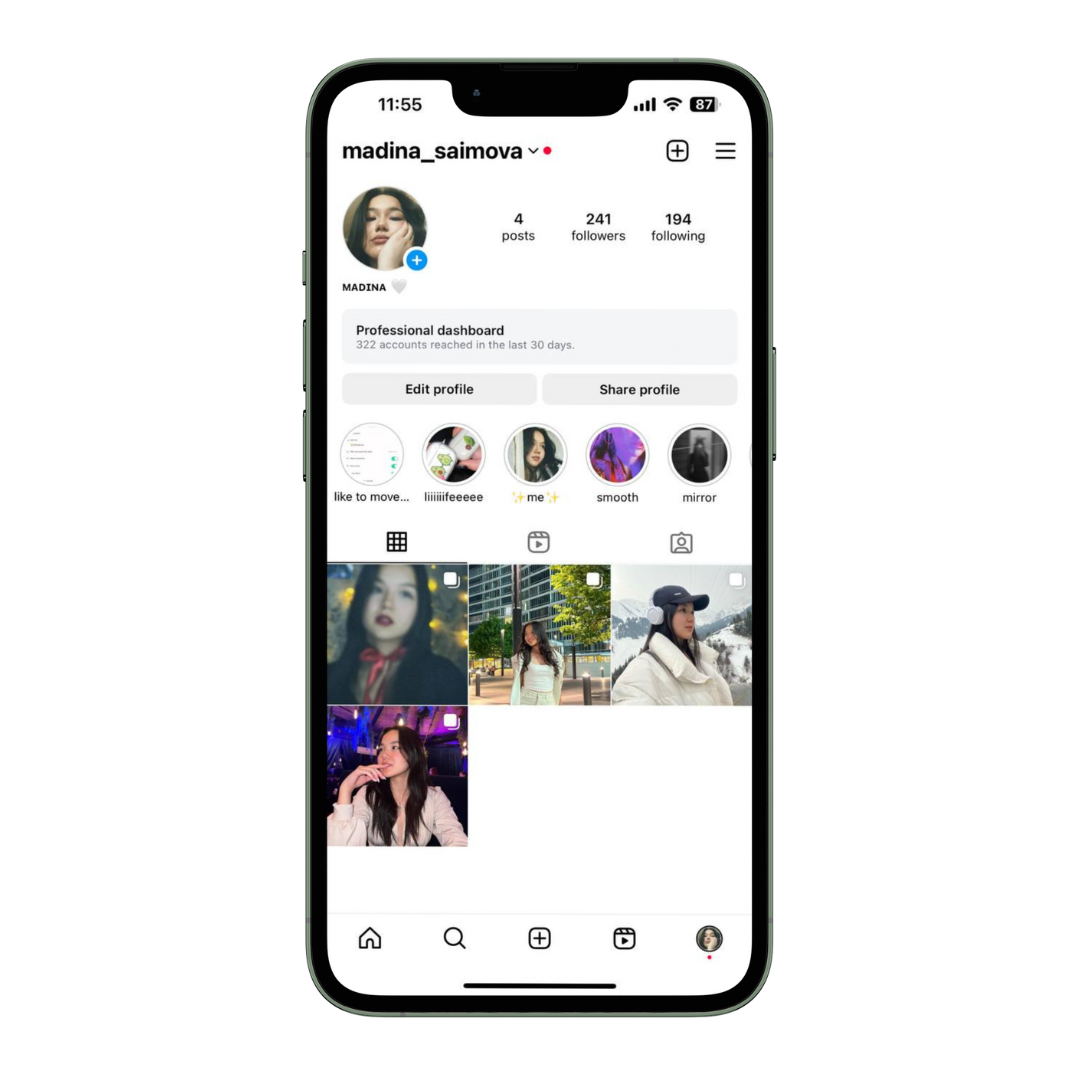 11:55
87
madina_saimova
4
posts
241
followers
194
following
ᴍᴀᴅɪɴᴀ 🤍
Professional dashboard
322 accounts reached in the last 30 days.
Edit profile
Share profile
like to move...
liiiiiifeeeee
✨me✨
smooth
mirror